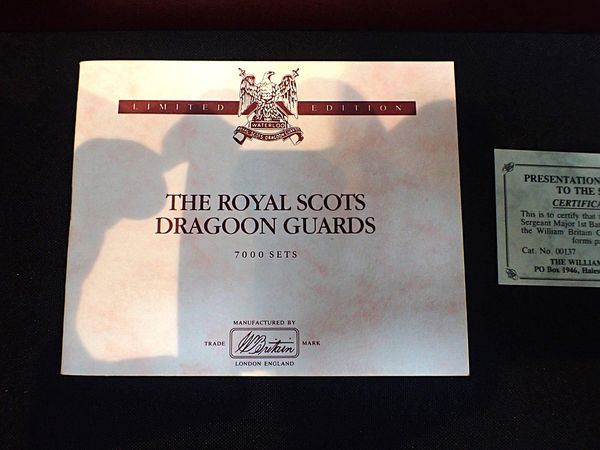 LIMITED EDITION
WATERLOO
ROYAL SCOTS DRAGOON GUARDS
THE ROYAL SCOTS
DRAGOON GUARDS
7000 SETS
MANUFACTURED BY
TRADE W Britain MARK
LONDON ENGLAND
PRESENTATION
TO THE
CERTIFICA
This is to certify that
Sergeant Major 1st Bat
the William Britain C
forms pa
Cat. No. 00137
THE WILLIAM
PO Box 1946, Hales